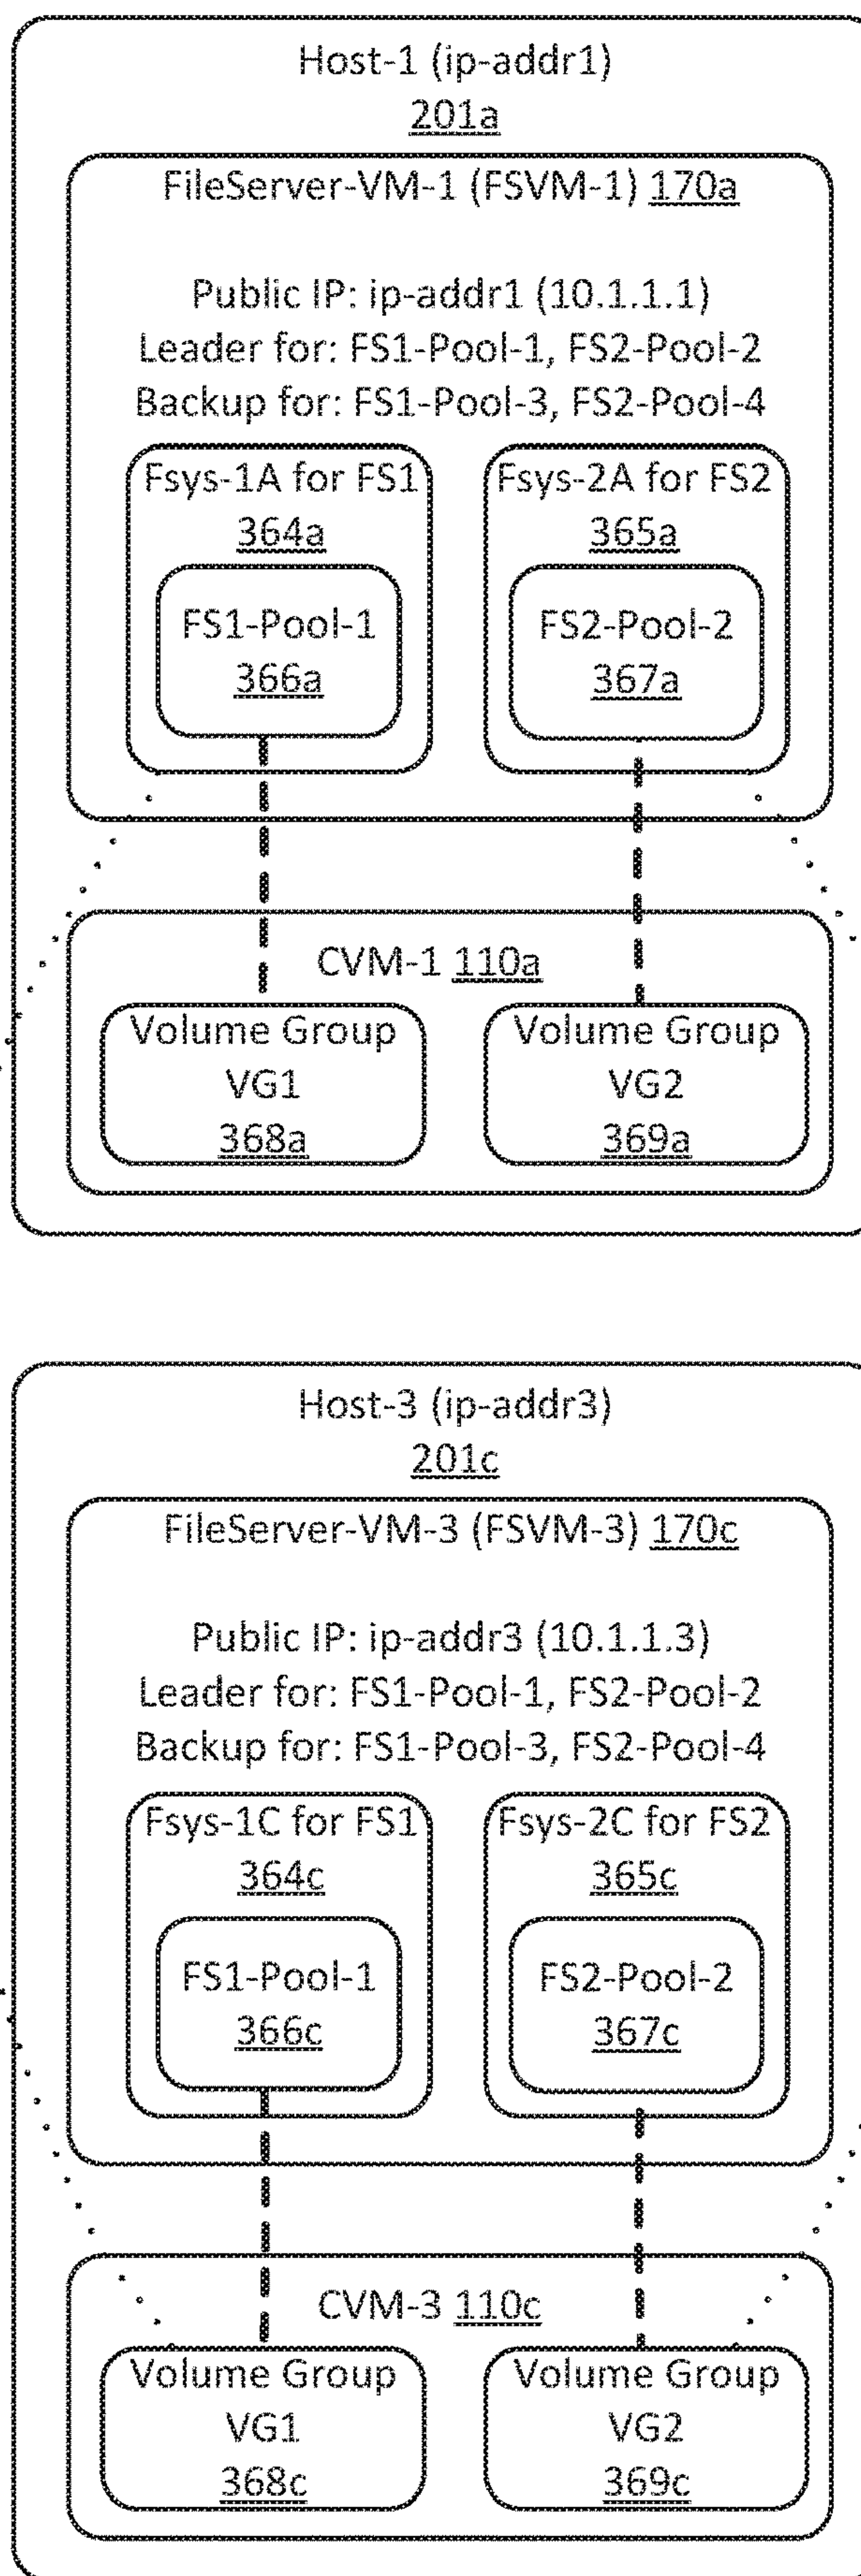 Host-1 (ip-addr1)
201a
FileServer-VM-1 (FSVM-1) 170a
Public IP: ip-addr1 (10.1.1.1)
Leader for: FS1-Pool-1, FS2-Pool-2
Backup for: FS1-Pool-3, FS2-Pool-4
Fsys-1A for FS1
364a
FS1-Pool-1
366a
Fsys-2A for FS2
365a
FS2-Pool-2
367a
CVM-1 110a
Volume Group
VG1
368a
Volume Group
VG2
369a
Host-3 (ip-addr3)
201c
FileServer-VM-3 (FSVM-3) 170c
Public IP: ip-addr3 (10.1.1.3)
Leader for: FS1-Pool-1, FS2-Pool-2
Backup for: FS1-Pool-3, FS2-Pool-4
Fsys-1C for FS1
364c
FS1-Pool-1
366c
Fsys-2C for FS2
365c
FS2-Pool-2
367c
CVM-3 110c
Volume Group
VG1
368c
Volume Group
VG2
369c